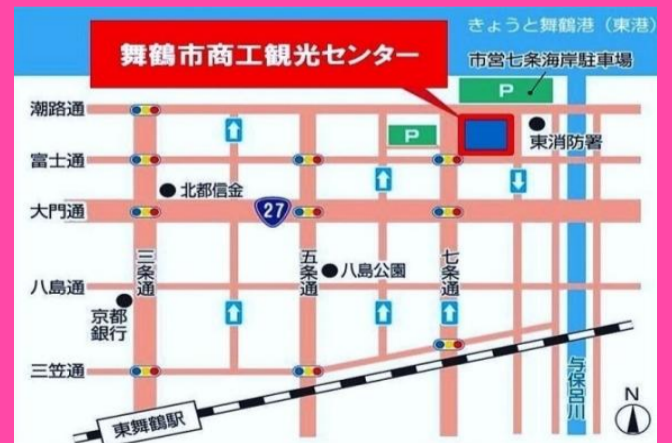 きょうと舞鶴港（東港）
舞鶴市商工観光センター
市営七条海岸駐車場
P
潮路通
P
東消防署
富士通
北都信金
大門通
27
三条通
五条通
八島公園
七条通
八島通
京都
銀行
三笠通
東舞鶴駅
与保呂川
N